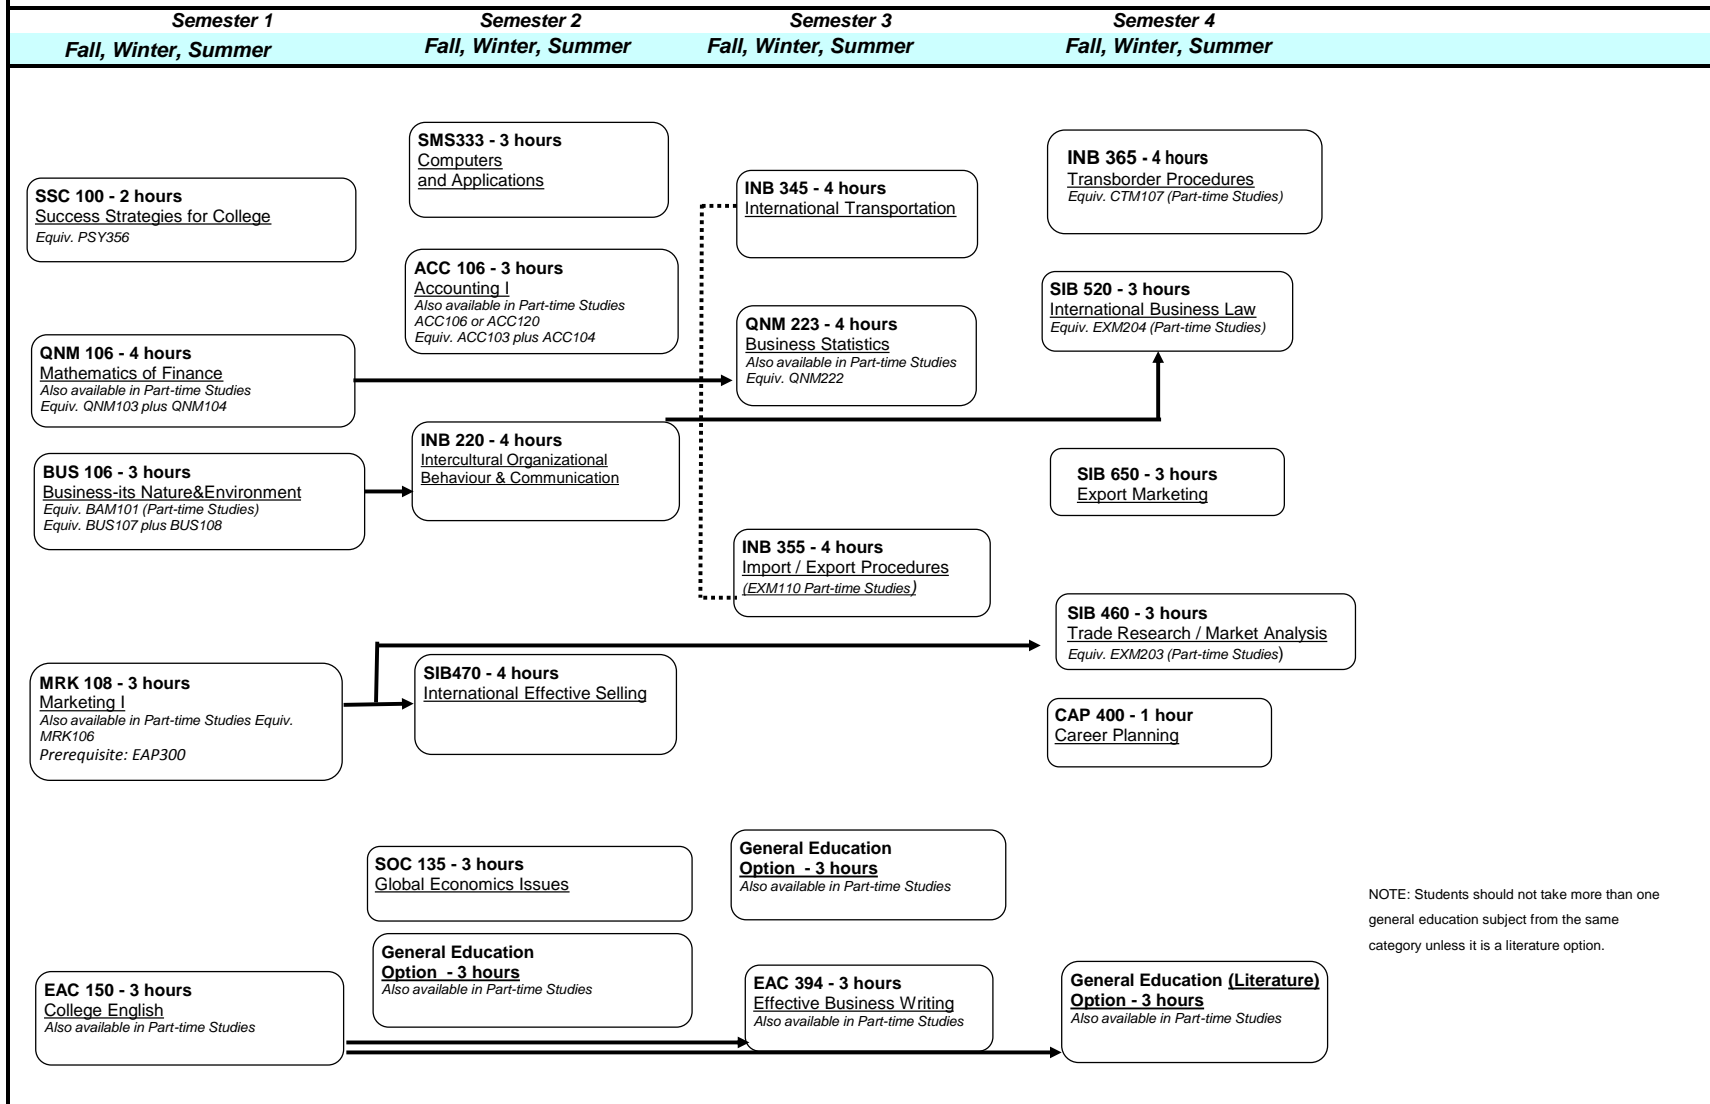 Semester 1
Semester 2
Semester 3
Semester 4
Fall, Winter, Summer
Fall, Winter, Summer
Fall, Winter, Summer
Fall, Winter, Summer
SSC 100 - 2 hours
Success Strategies for College
Equiv. PSY356
QNM 106 - 4 hours
Mathematics of Finance
Also available in Part-time Studies
Equiv. QNM103 plus QNM104
BUS 106 - 3 hours
Business-its Nature&Environment
Equiv. BAM101 (Part-time Studies)
Equiv. BUS107 plus BUS108
MRK 108 - 3 hours
Marketing I
Also available in Part-time Studies Equiv.
MRK106
Prerequisite: EAP300
EAC 150 - 3 hours
College English
Also available in Part-time Studies
SMS333 - 3 hours
Computers
and Applications
ACC 106 - 3 hours
Accounting I
Also available in Part-time Studies
ACC106 or ACC120
Equiv. ACC103 plus ACC104
INB 220 - 4 hours
Intercultural Organizational
Behaviour & Communication
SIB470 - 4 hours
International Effective Selling
SOC 135 - 3 hours
Global Economics Issues
General Education
Option - 3 hours
Also available in Part-time Studies
INB 345 - 4 hours
International Transportation
QNM 223 - 4 hours
Business Statistics
Also available in Part-time Studies
Equiv. QNM222
INB 355 - 4 hours
Import / Export Procedures
(EXM110 Part-time Studies)
General Education
Option - 3 hours
Also available in Part-time Studies
EAC 394 - 3 hours
Effective Business Writing
Also available in Part-time Studies
INB 365 - 4 hours
Transborder Procedures
Equiv. CTM107 (Part-time Studies)
SIB 520 - 3 hours
International Business Law
Equiv. EXM204 (Part-time Studies)
SIB 650 - 3 hours
Export Marketing
SIB 460 - 3 hours
Trade Research / Market Analysis
Equiv. EXM203 (Part-time Studies)
CAP 400 - 1 hour
Career Planning
General Education (Literature)
Option - 3 hours
Also available in Part-time Studies
NOTE: Students should not take more than one
general education subject from the same
category unless it is a literature option.